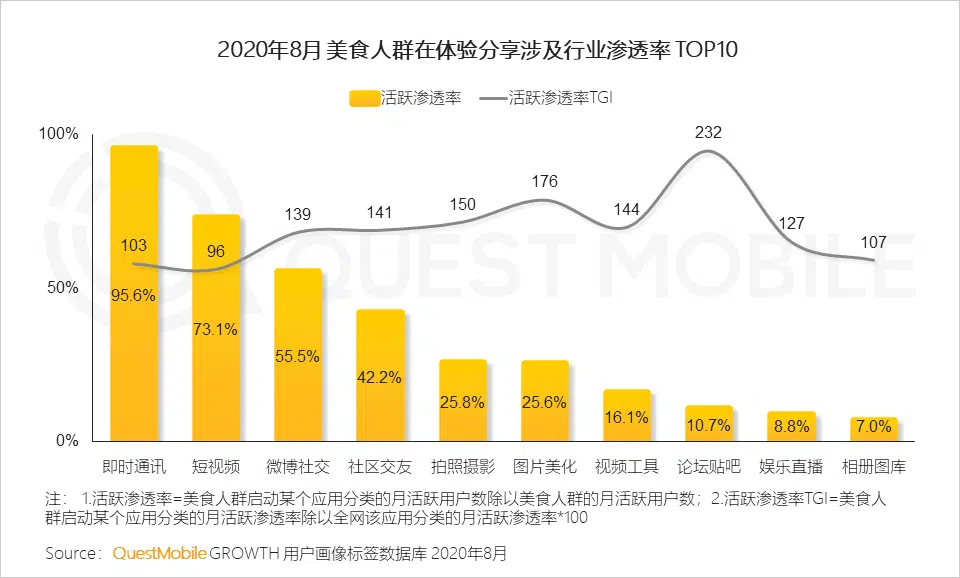 2020年8月 美食人群在体验分享涉及行业渗透率 TOP10
活跃渗透率 活跃渗透率TGI
100%
50%
0%
103 96 139 141 150 176 144 232 127 107
95.6% 73.1% 55.5% 42.2% 25.8% 25.6% 16.1% 10.7% 8.8% 7.0%
即时通讯 短视频 微博社交 社区交友 拍照摄影 图片美化 视频工具 论坛贴吧 娱乐直播 相册图库
QUEST MOBILE
注： 1.活跃渗透率=美食人群启动某个应用分类的月活跃用户数除以美食人群的月活跃用户数；2.活跃渗透率TGI=美食人
群启动某个应用分类的月活跃渗透率除以全网该应用分类的月活跃渗透率*100
Source：QuestMobile GROWTH 用户画像标签数据库 2020年8月